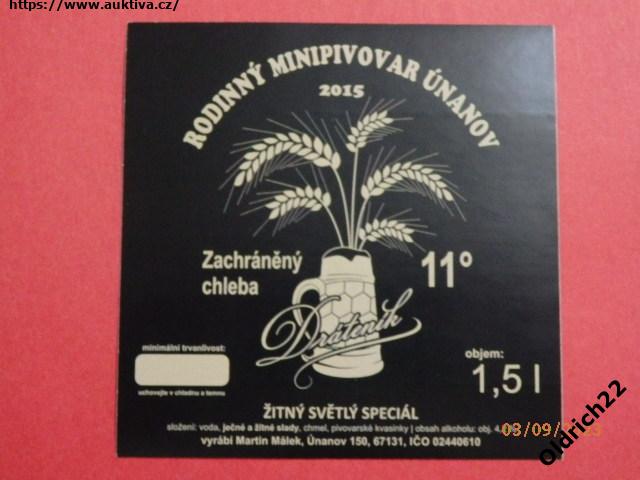 https://www.auktiva.cz/
RODINNÝ MINIPIVOVAR ÚNANOV
2015
Zachráněný
chleba
11°
Dráteník
minimální trvanlivost:
uchovejte v chladnu a temnu
objem:
1,5 l
ŽITNÝ SVĚTLÝ SPECIÁL
složení: voda, ječné a žitné slady, chmel, pivovarské kvasinky | obsah alkoholu: obj.
vyrábí Martin Málek, Únanov 150, 67131, IČO 02440610
Oldrich22